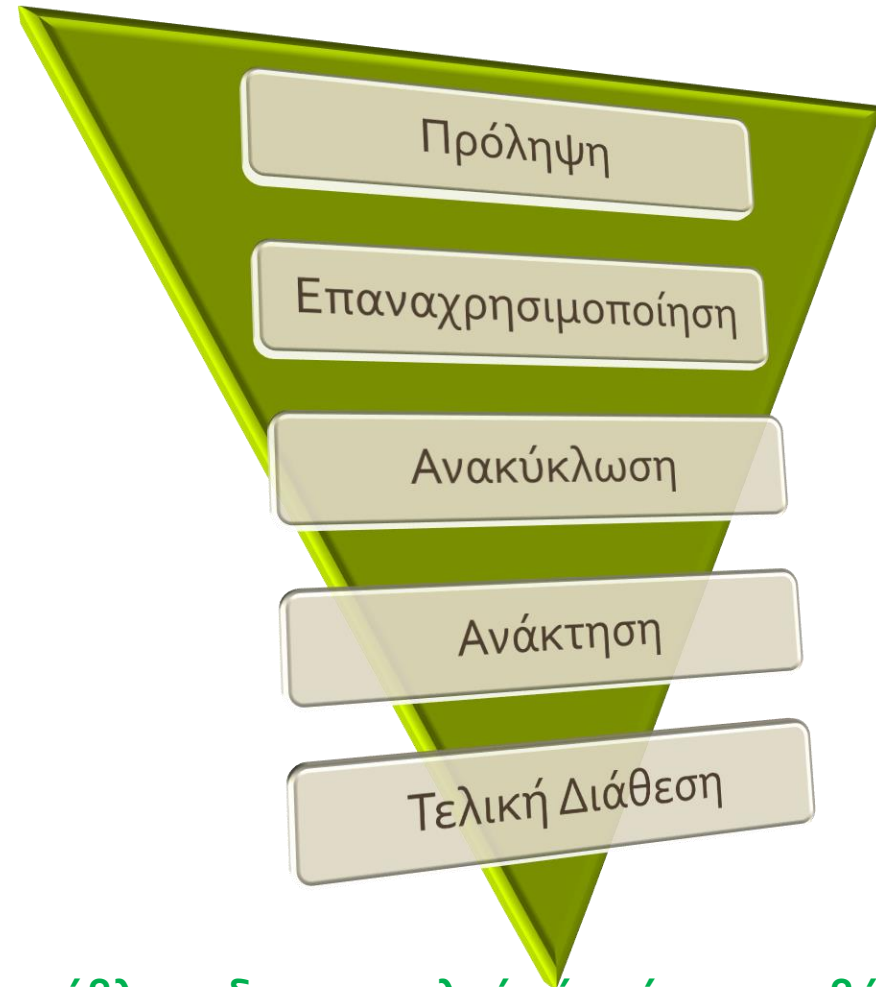 Πρόληψη
Επαναχρησιμοποίηση
Ανακύκλωση
Ανάκτηση
Τελική Διάθεση